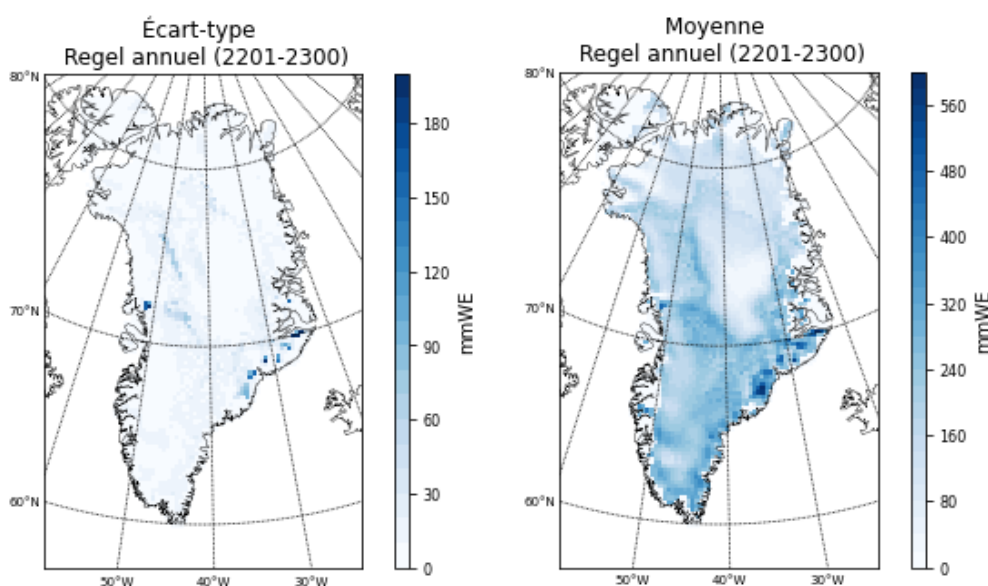 Écart-type
Regel annuel (2201-2300)
80°N
70°N
60°N
50°W
40°W
30°W
180
150
120
90
60
30
0
mmWE
Moyenne
Regel annuel (2201-2300)
80°N
70°N
60°N
50°W
40°W
30°W
560
480
400
320
240
160
80
0
mmWE